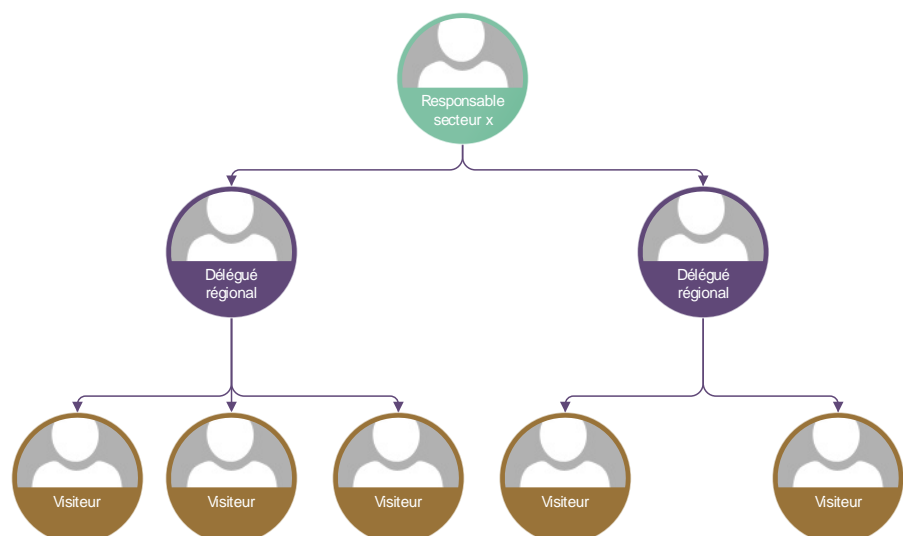 Responsable
secteur x
Délégué
régional
Délégué
régional
Visiteur
Visiteur
Visiteur
Visiteur
Visiteur